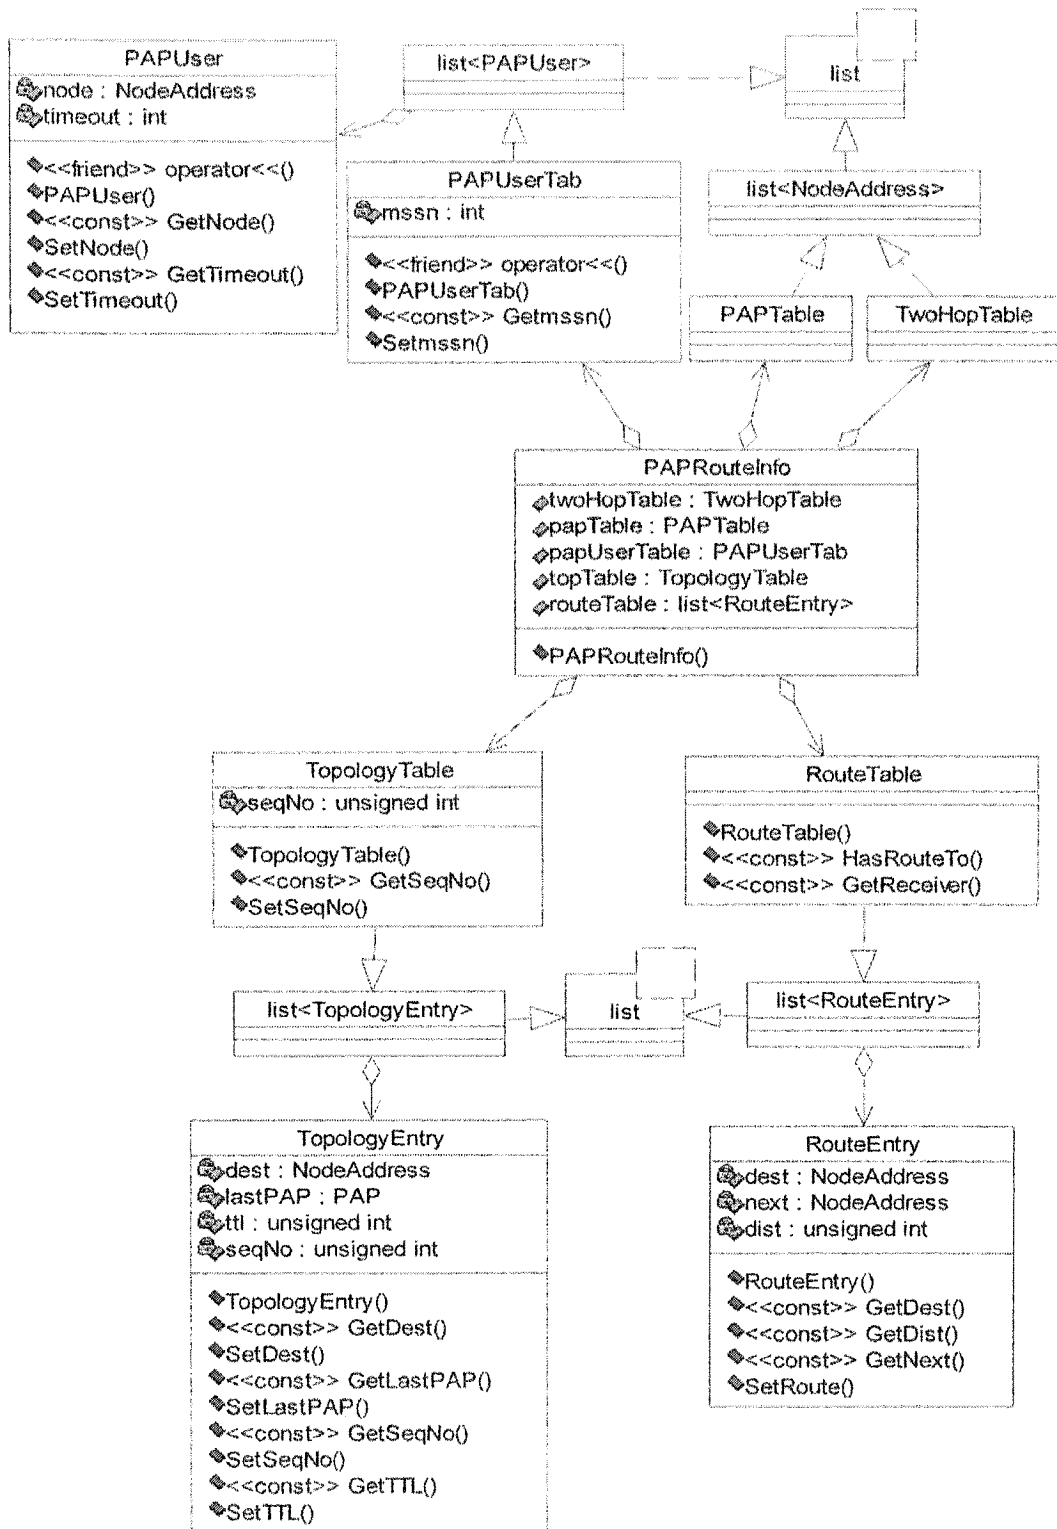 PAPUser
node : NodeAddress
timeout : int
<<friend>> operator<<()
PAPUser()
<<const>> GetNode()
SetNode()
<<const>> GetTimeout()
SetTimeout()
list<PAPUser>
list
PAPUserTab
mssn : int
<<friend>> operator<<()
PAPUserTab()
<<const>> Getmssn()
Setmssn()
list<NodeAddress>
PAPTable
TwoHopTable
PAPRouteInfo
twoHopTable : TwoHopTable
papTable : PAPTable
papUserTable : PAPUserTab
topTable : TopologyTable
routeTable : list<RouteEntry>
PAPRouteInfo()
TopologyTable
seqNo : unsigned int
TopologyTable()
<<const>> GetSeqNo()
SetSeqNo()
RouteTable
RouteTable()
<<const>> HasRouteTo()
<<const>> GetReceiver()
list<TopologyEntry>
list
list<RouteEntry>
TopologyEntry
dest : NodeAddress
lastPAP : PAP
ttl : unsigned int
seqNo : unsigned int
TopologyEntry()
<<const>> GetDest()
SetDest()
<<const>> GetLastPAP()
SetLastPAP()
<<const>> GetSeqNo()
SetSeqNo()
<<const>> GetTTL()
SetTTL()
RouteEntry
dest : NodeAddress
next : NodeAddress
dist : unsigned int
RouteEntry()
<<const>> GetDest()
<<const>> GetDist()
<<const>> GetNext()
SetRoute()